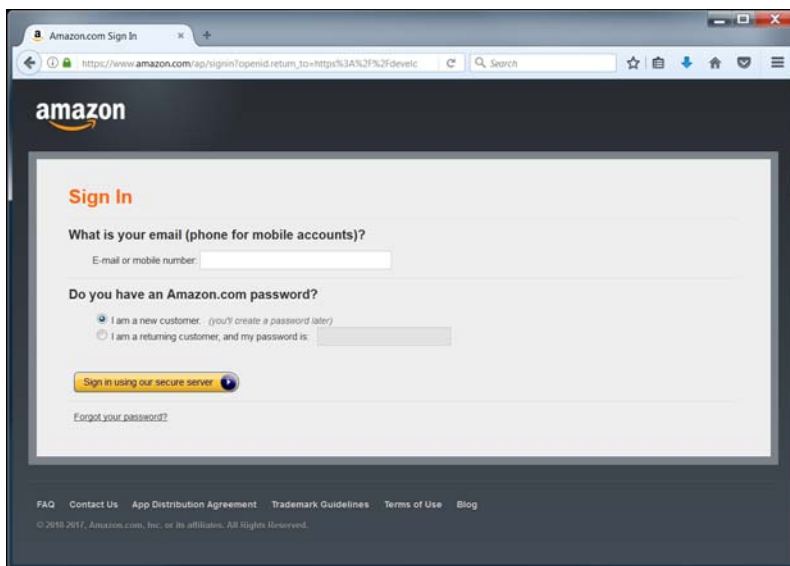 Amazon.com Sign In
https://www.amazon.com/ap/signin?openid.return_to=https%3A%2F%2Fdevelc
Search
amazon
Sign In
What is your email (phone for mobile accounts)?
E-mail or mobile number:
Do you have an Amazon.com password?
I am a new customer. (you'll create a password later)
I am a returning customer, and my password is:
Sign in using our secure server
Forgot your password?
FAQ Contact Us App Distribution Agreement Trademark Guidelines Terms of Use Blog
© 2010-2017, Amazon.com, Inc. or its affiliates. All Rights Reserved.